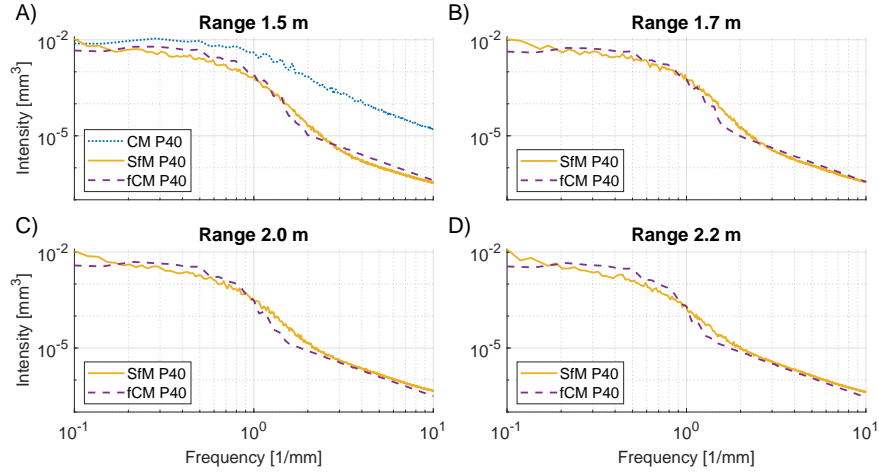 A)
Range 1.5 m
10^-2
10^-5
Intensity [mm^3]
CM P40
SfM P40
fCM P40
B)
Range 1.7 m
10^-2
10^-5
SfM P40
fCM P40
C)
Range 2.0 m
10^-2
10^-5
Intensity [mm^3]
SfM P40
fCM P40
10^-1
10^0
10^1
Frequency [1/mm]
D)
Range 2.2 m
10^-2
10^-5
SfM P40
fCM P40
10^-1
10^0
10^1
Frequency [1/mm]